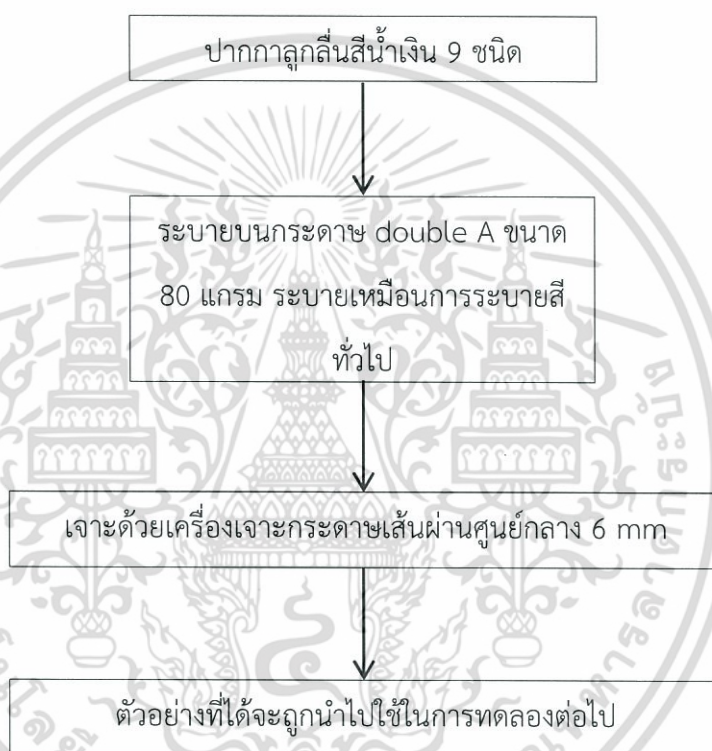 ปากกาลูกลื่นสีน้ำเงิน 9 ชนิด
ระบายบนกระดาษ double A ขนาด
80 แกรม ระบายเหมือนการระบายสี
ทั่วไป
เจาะด้วยเครื่องเจาะกระดาษเส้นผ่านศูนย์กลาง 6 mm
ตัวอย่างที่ได้จะถูกนำไปใช้ในการทดลองต่อไป